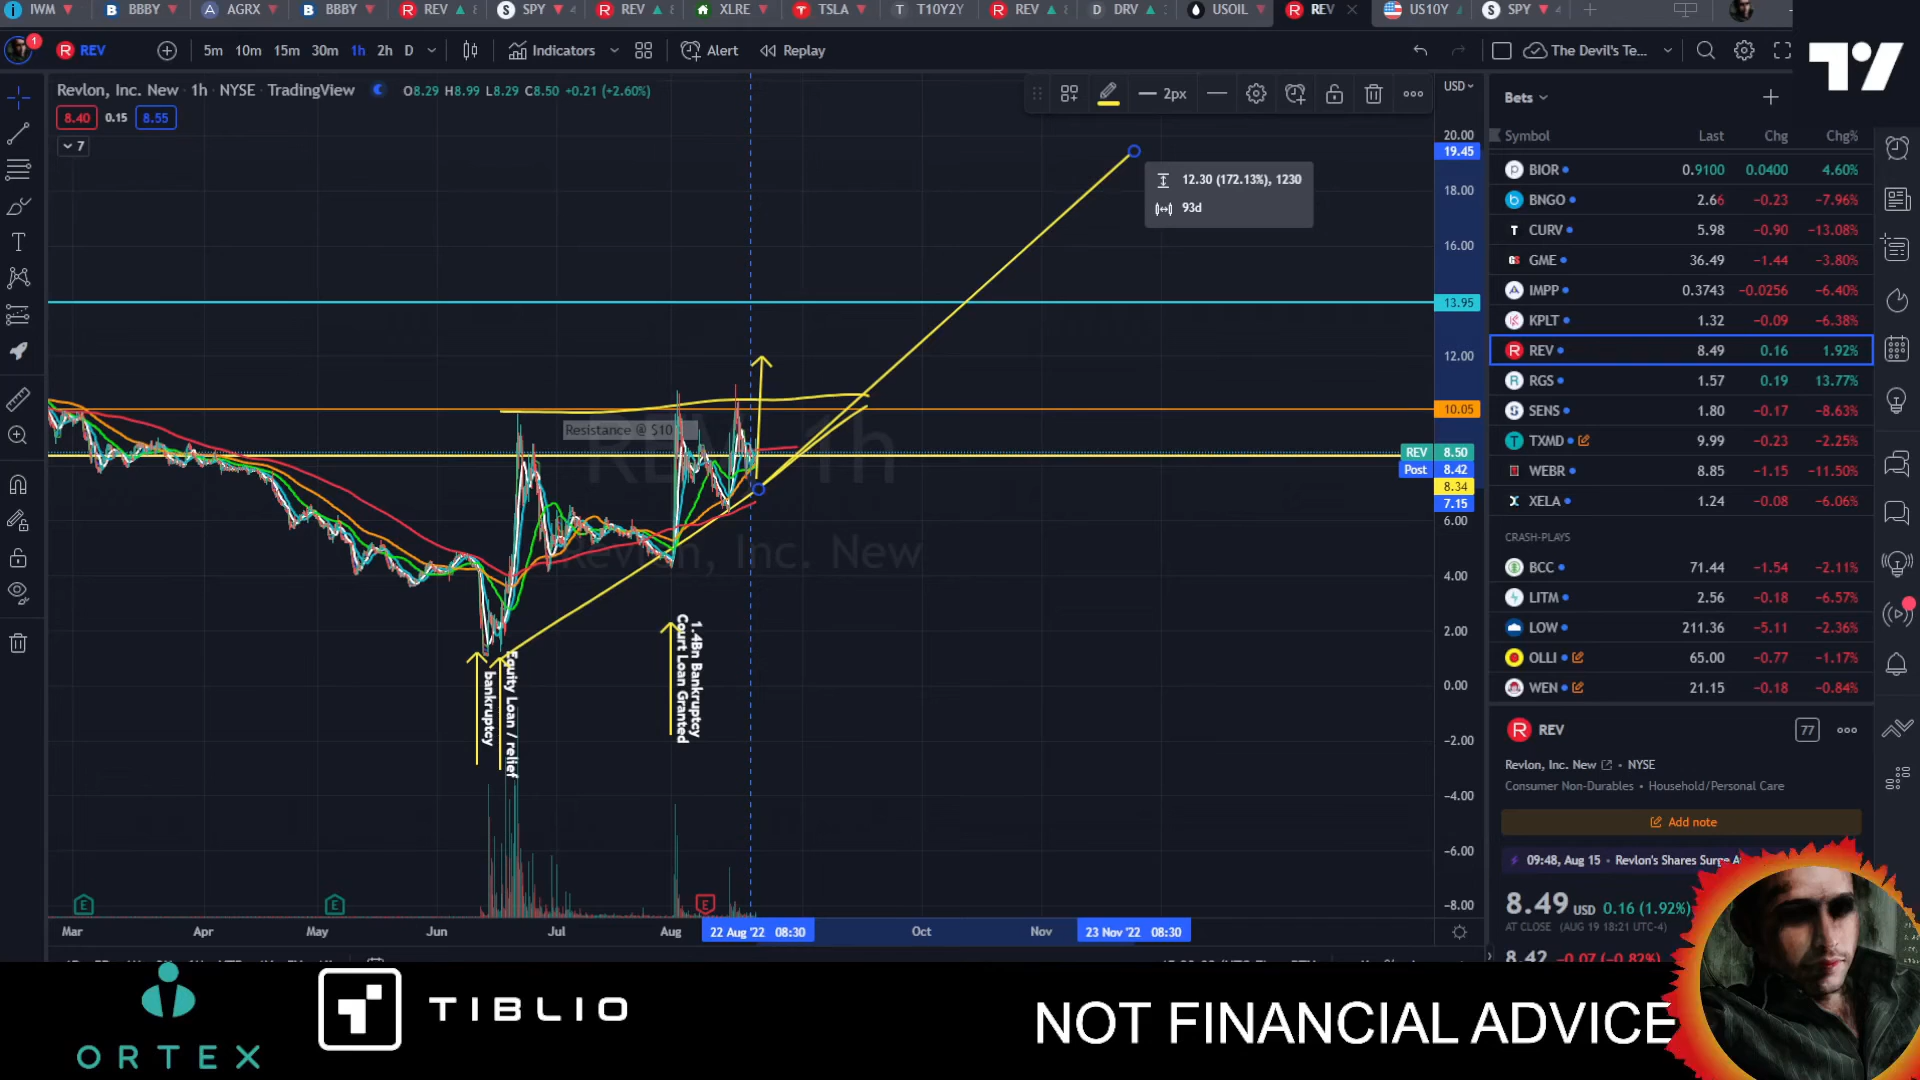 IWM BBBY AGRX BBBY REV SPY REV XLRE TSLA T10Y2Y REV DRV USOIL REV US10Y SPY
1 REV 5m 10m 15m 30m 1h 2h D Indicators Alert Replay The Devil's Te...
Revlon, Inc. New · 1h · NYSE · TradingView O8.29 H8.99 L8.29 C8.50 +0.21 (+2.60%)
8.40 0.15 8.55
7
2px
USD
20.00
19.45
18.00
16.00
13.95
12.00
10.05
REV 8.50
Post 8.42
8.34
7.15
6.00
4.00
2.00
0.00
−2.00
−4.00
−6.00
−8.00
12.30 (172.13%), 1230
93d
Resistance @ $10
REV, 1h
Revlon, Inc. New
bankruptcy
Equity Loan / relief
1.4Bn Bankruptcy
Court Loan Granted
E E E
Mar Apr May Jun Jul Aug 22 Aug '22 08:30 Oct Nov 23 Nov '22 08:30
Bets
Symbol Last Chg Chg%
BIOR 0.9100 0.0400 4.60%
BNGO 2.66 −0.23 −7.96%
CURV 5.98 −0.90 −13.08%
GME 36.49 −1.44 −3.80%
IMPP 0.3743 −0.0256 −6.40%
KPLT 1.32 −0.09 −6.38%
REV 8.49 0.16 1.92%
RGS 1.57 0.19 13.77%
SENS 1.80 −0.17 −8.63%
TXMD 9.99 −0.23 −2.25%
WEBR 8.85 −1.15 −11.50%
XELA 1.24 −0.08 −6.06%
CRASH-PLAYS
BCC 71.44 −1.54 −2.11%
LITM 2.56 −0.18 −6.57%
LOW 211.36 −5.11 −2.36%
OLLI 65.00 −0.77 −1.17%
WEN 21.15 −0.18 −0.84%
REV 77
Revlon, Inc. New · NYSE
Consumer Non-Durables • Household/Personal Care
Add note
09:48, Aug 15 · Revlon's Shares Surge
8.49 USD 0.16 (1.92%)
AT CLOSE (AUG 19 18:21 UTC-4)
8.42 −0.07 (−0.82%)
ORTEX
TIBLIO
NOT FINANCIAL ADVICE